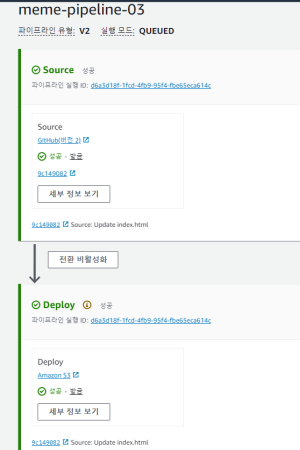 meme-pipeline-03
파이프라인 유형: V2 실행 모드: QUEUED
Source 성공
파이프라인 실행 ID: d6a3d18f-1fcd-4fb9-95f4-fbe65eca614c
Source
GitHub(버전 2)
성공 - 방금
9c149082
세부 정보 보기
9c149082 Source: Update index.html
전환 비활성화
Deploy 성공
파이프라인 실행 ID: d6a3d18f-1fcd-4fb9-95f4-fbe65eca614c
Deploy
Amazon S3
성공 - 방금
세부 정보 보기
9c149082 Source: Update index.html